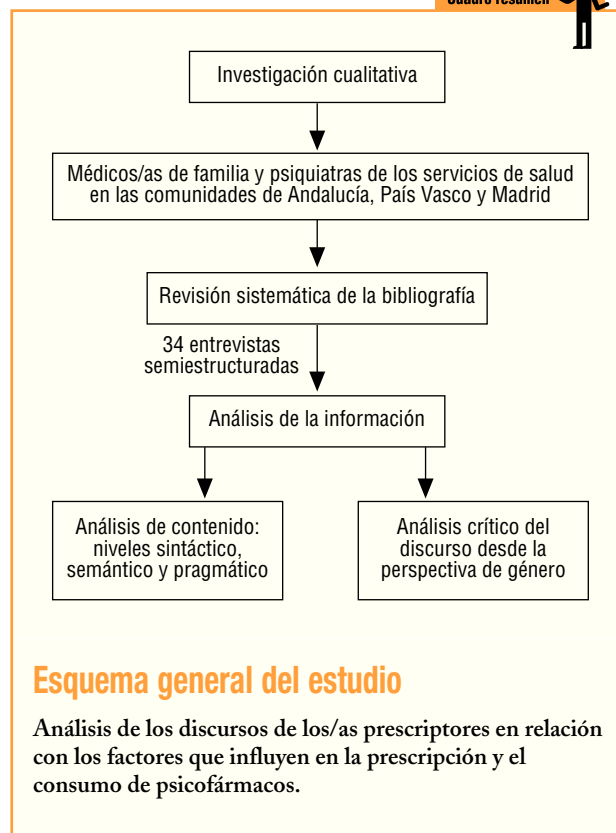 Cuadro resumen
Investigación cualitativa
Médicos/as de familia y psiquiatras de los servicios de salud
en las comunidades de Andalucía, País Vasco y Madrid
Revisión sistemática de la bibliografía
34 entrevistas
semiestructuradas
Análisis de la información
Análisis de contenido:
niveles sintáctico,
semántico y pragmático
Análisis crítico del
discurso desde la
perspectiva de género
Esquema general del estudio
Análisis de los discursos de los/as prescriptores en relación
con los factores que influyen en la prescripción y el
consumo de psicofármacos.